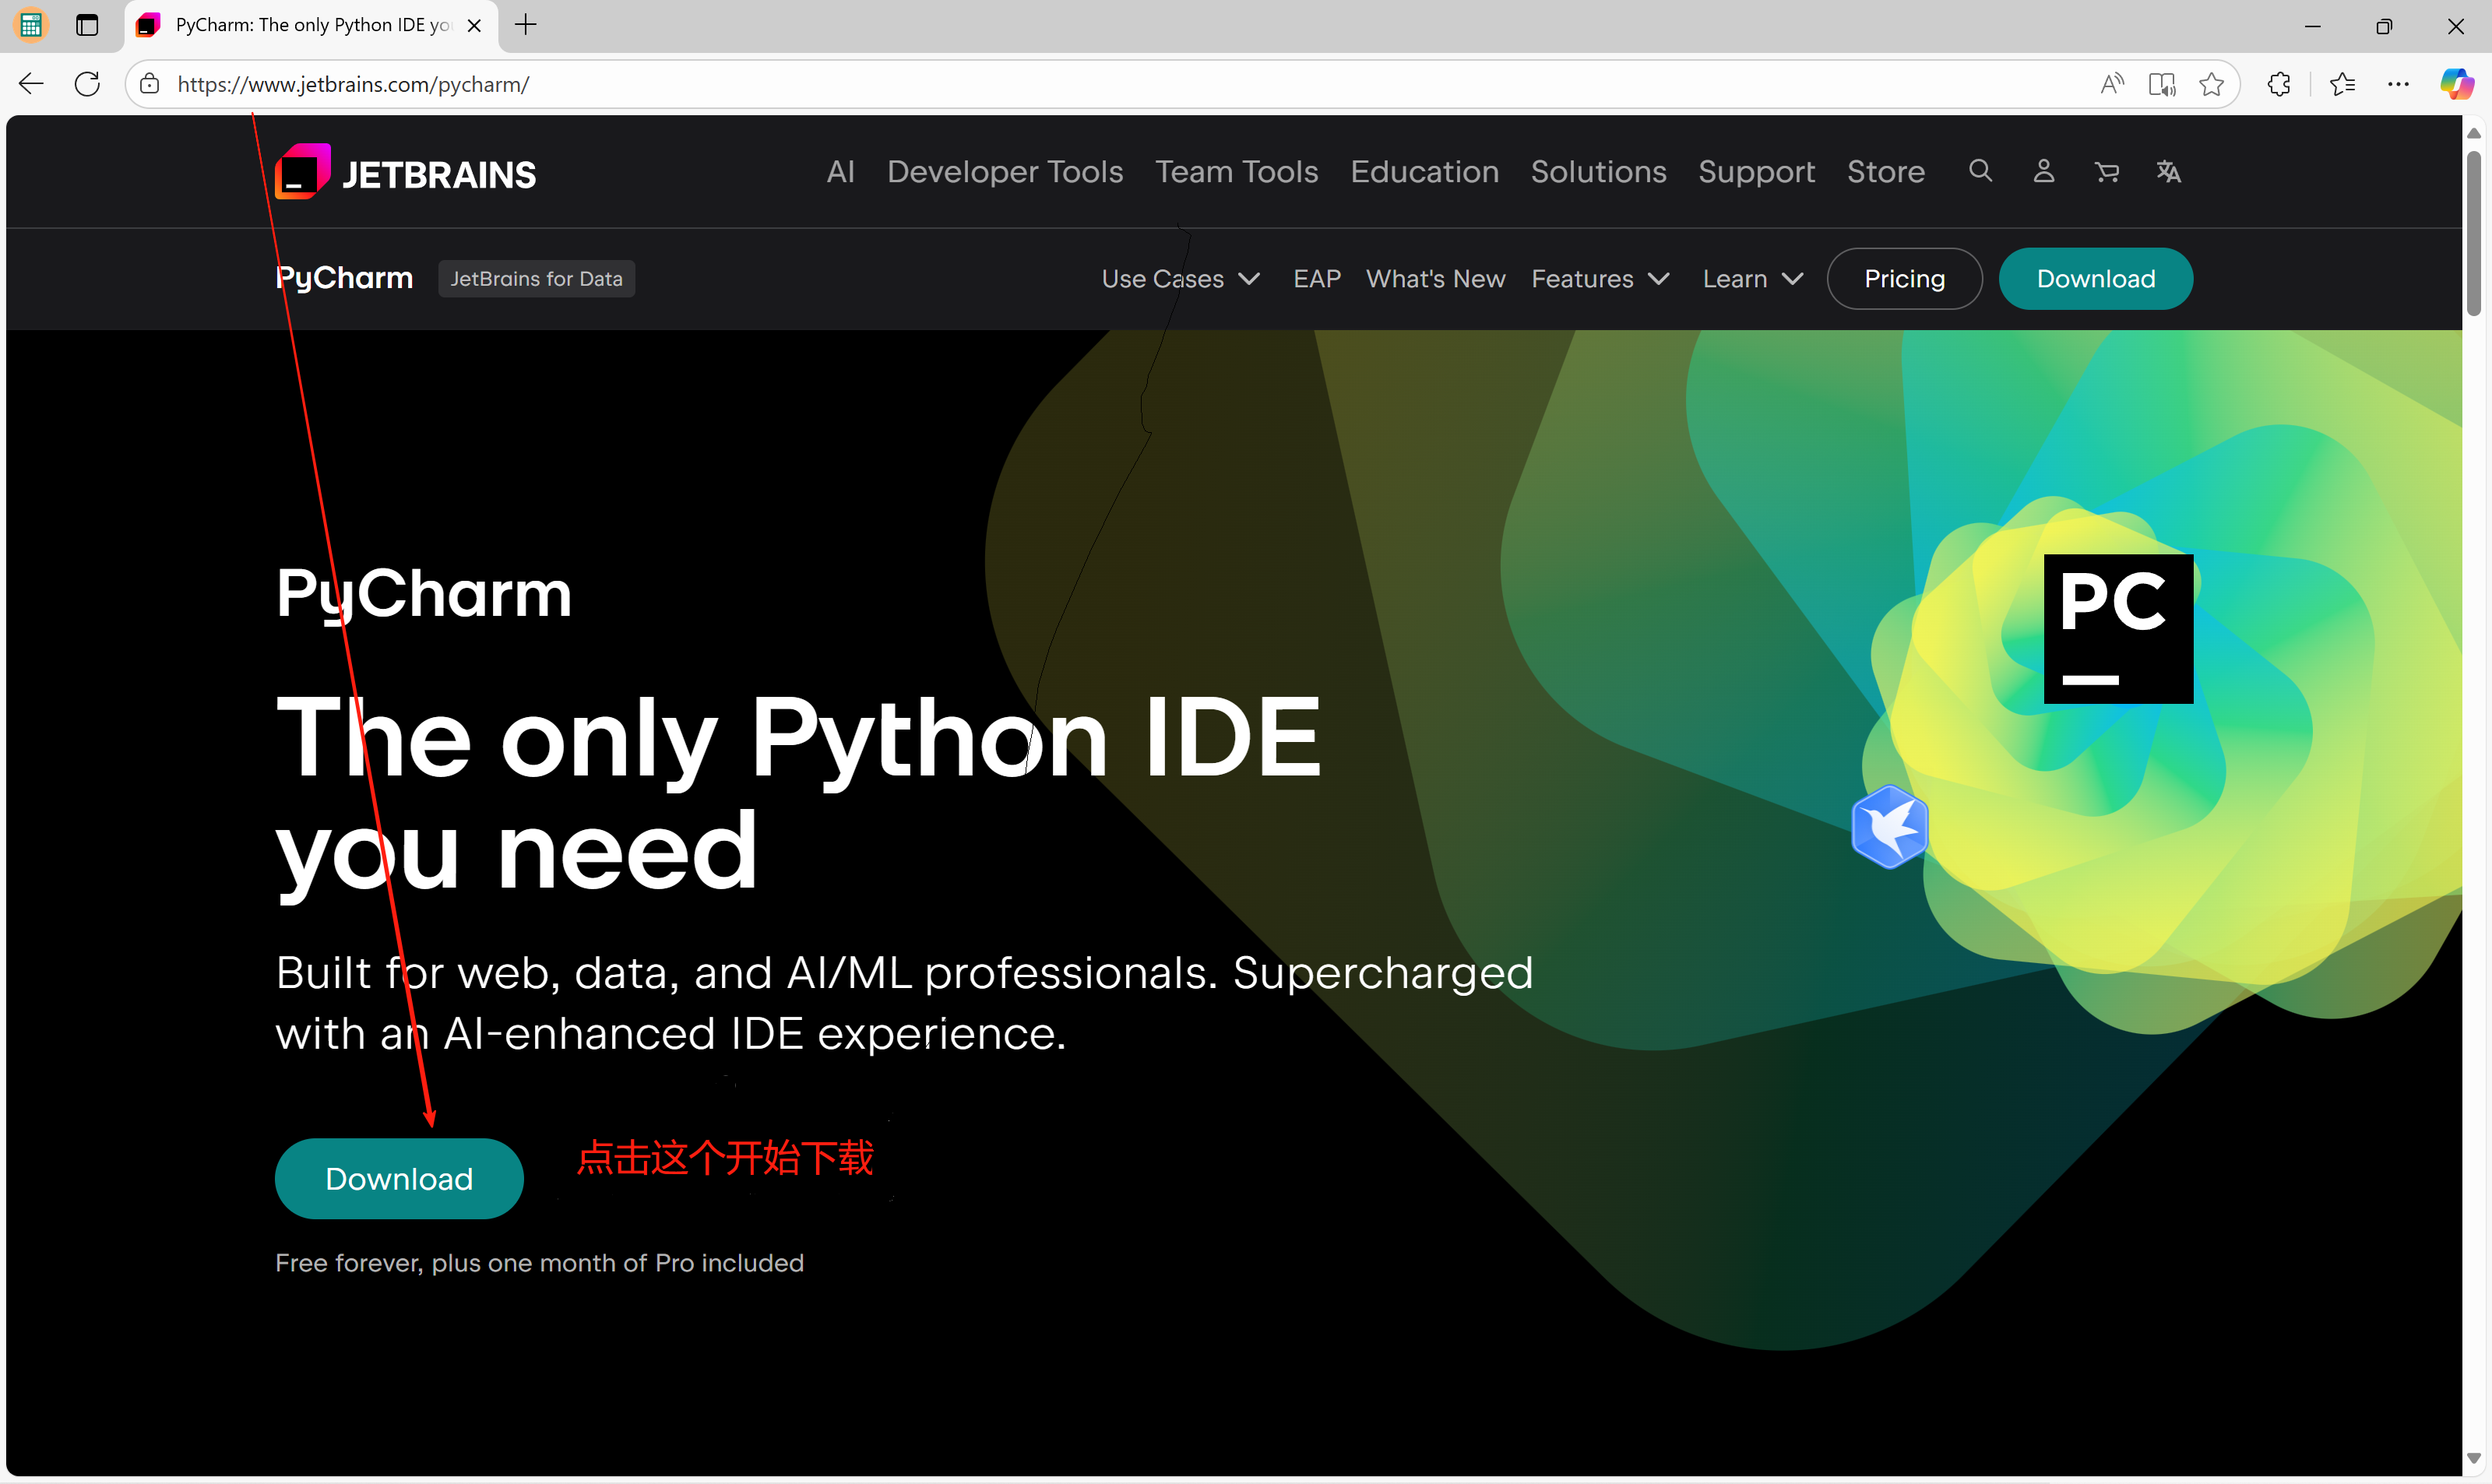 PyCharm: The only Python IDE yo
https://www.jetbrains.com/pycharm/
JETBRAINS
AI Developer Tools Team Tools Education Solutions Support Store
PyCharm JetBrains for Data Use Cases EAP What's New Features Learn Pricing Download
PyCharm
PC
The only Python IDE
you need
Built for web, data, and AI/ML professionals. Supercharged
with an AI-enhanced IDE experience.
点击这个开始下载
Download
Free forever, plus one month of Pro included